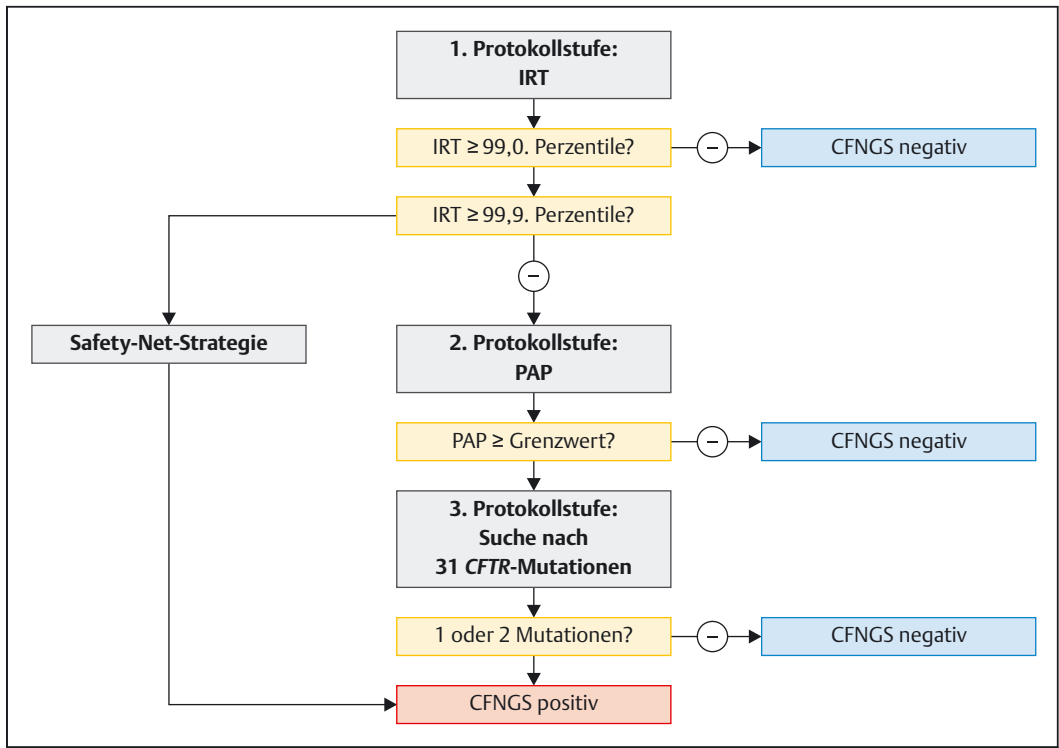 1. Protokollstufe:
IRT
IRT ≥ 99,0. Perzentile?
−
CFNGS negativ
IRT ≥ 99,9. Perzentile?
−
Safety-Net-Strategie
2. Protokollstufe:
PAP
PAP ≥ Grenzwert?
−
CFNGS negativ
3. Protokollstufe:
Suche nach
31 CFTR-Mutationen
1 oder 2 Mutationen?
−
CFNGS negativ
CFNGS positiv